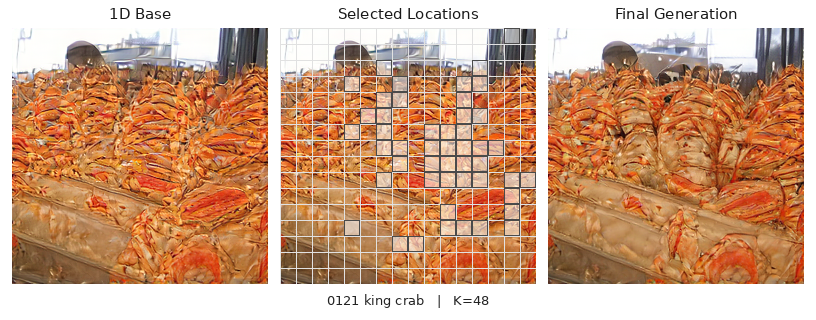 1D Base
Selected Locations
Final Generation
0121 king crab | K=48